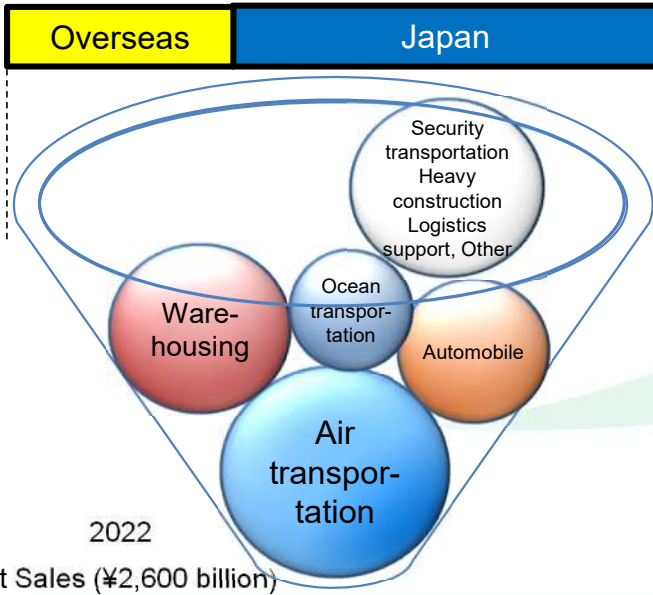 Overseas
Japan
Security
transportation
Heavy
construction
Logistics
support, Other
Ware-
housing
Ocean
transpor-
tation
Automobile
Air
transpor-
tation
2022
t Sales (¥2,600 billion)